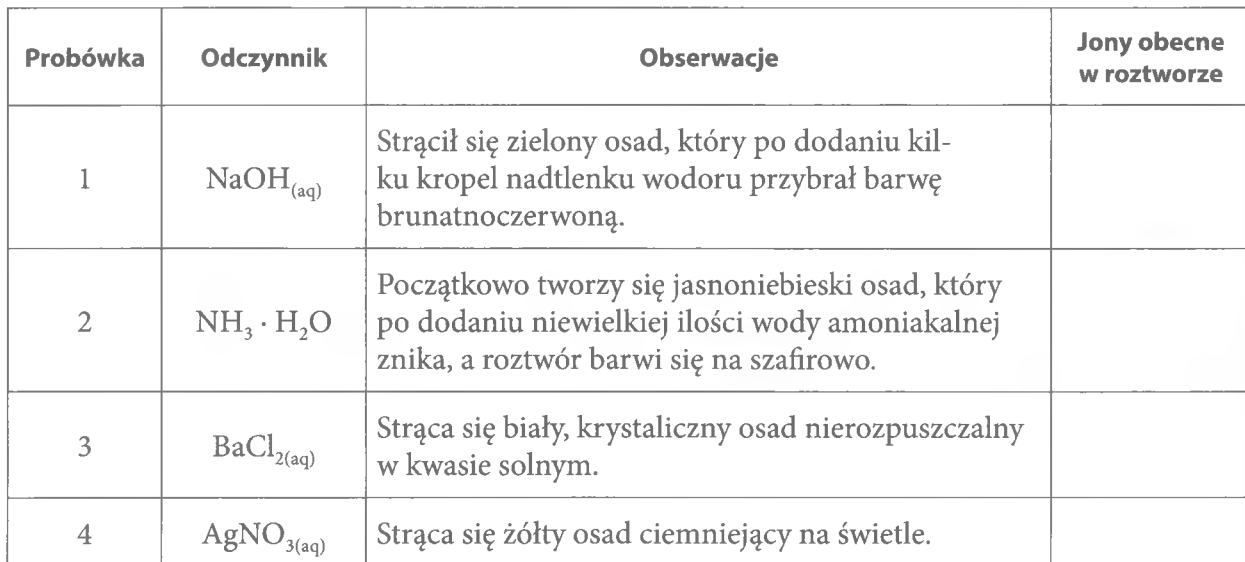 Probówka Odczynnik Obserwacje Jony obecne
w roztworze
1 NaOH(aq) Strącił się zielony osad, który po dodaniu kil-
ku kropel nadtlenku wodoru przybrał barwę
brunatnoczerwoną.
2 NH₃ · H₂O Początkowo tworzy się jasnoniebieski osad, który
po dodaniu niewielkiej ilości wody amoniakalnej
znika, a roztwór barwi się na szafirowo.
3 BaCl₂(aq) Strąca się biały, krystaliczny osad nierozpuszczalny
w kwasie solnym.
4 AgNO₃(aq) Strąca się żółty osad ciemniejący na świetle.